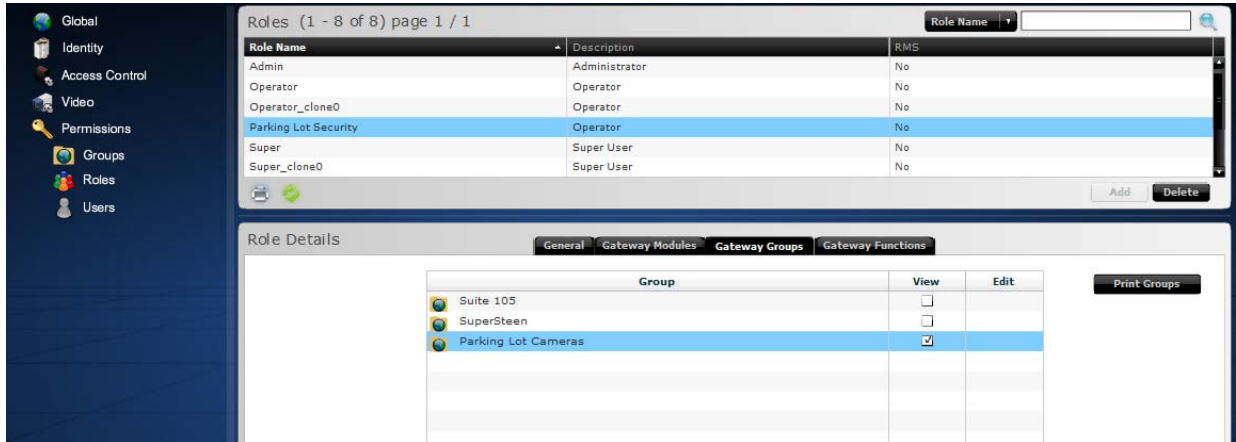 Global
Identity
Access Control
Video
Permissions
Groups
Roles
Users
Roles (1 - 8 of 8) page 1 / 1
Role Name
Role Name Description RMS
Admin Administrator No
Operator Operator No
Operator_clone0 Operator No
Parking Lot Security Operator No
Super Super User No
Super_clone0 Super User No
Add Delete
Role Details
General Gateway Modules Gateway Groups Gateway Functions
Group View Edit
Print Groups
Suite 105
SuperSteen
Parking Lot Cameras